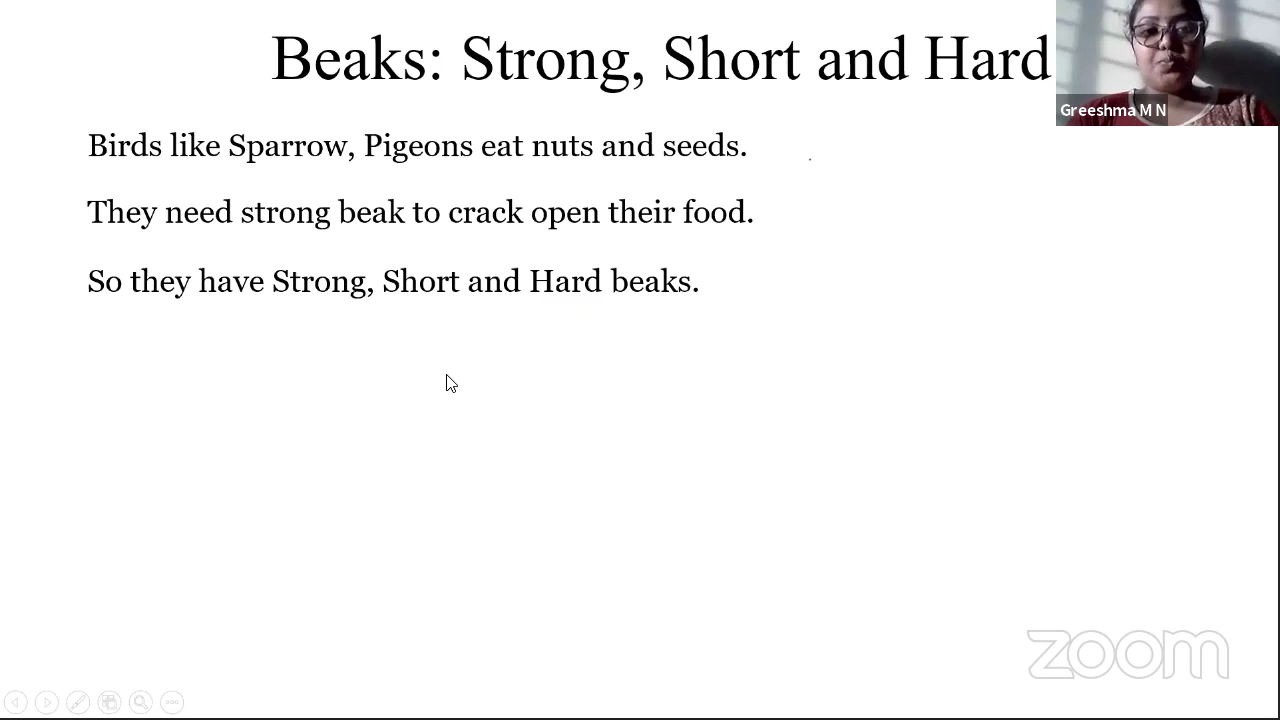 Beaks: Strong, Short and Hard
Greeshma M N
Birds like Sparrow, Pigeons eat nuts and seeds.
They need strong beak to crack open their food.
So they have Strong, Short and Hard beaks.
zoom